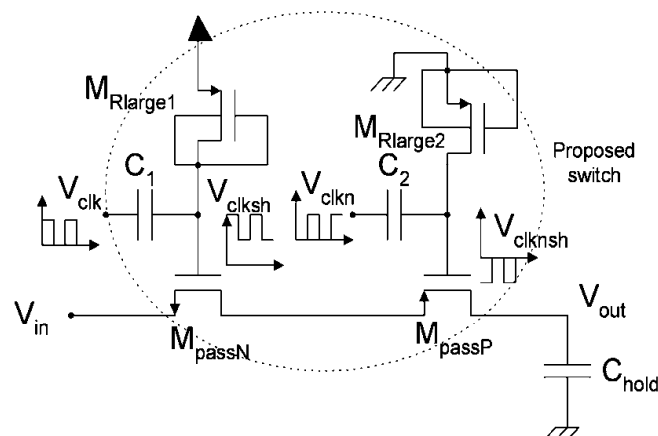 M_Rlarge1
M_Rlarge2
Proposed
switch
V_clk
C_1
V_clksh
V_clkn
C_2
V_clknsh
V_in
M_passN
M_passP
V_out
C_hold